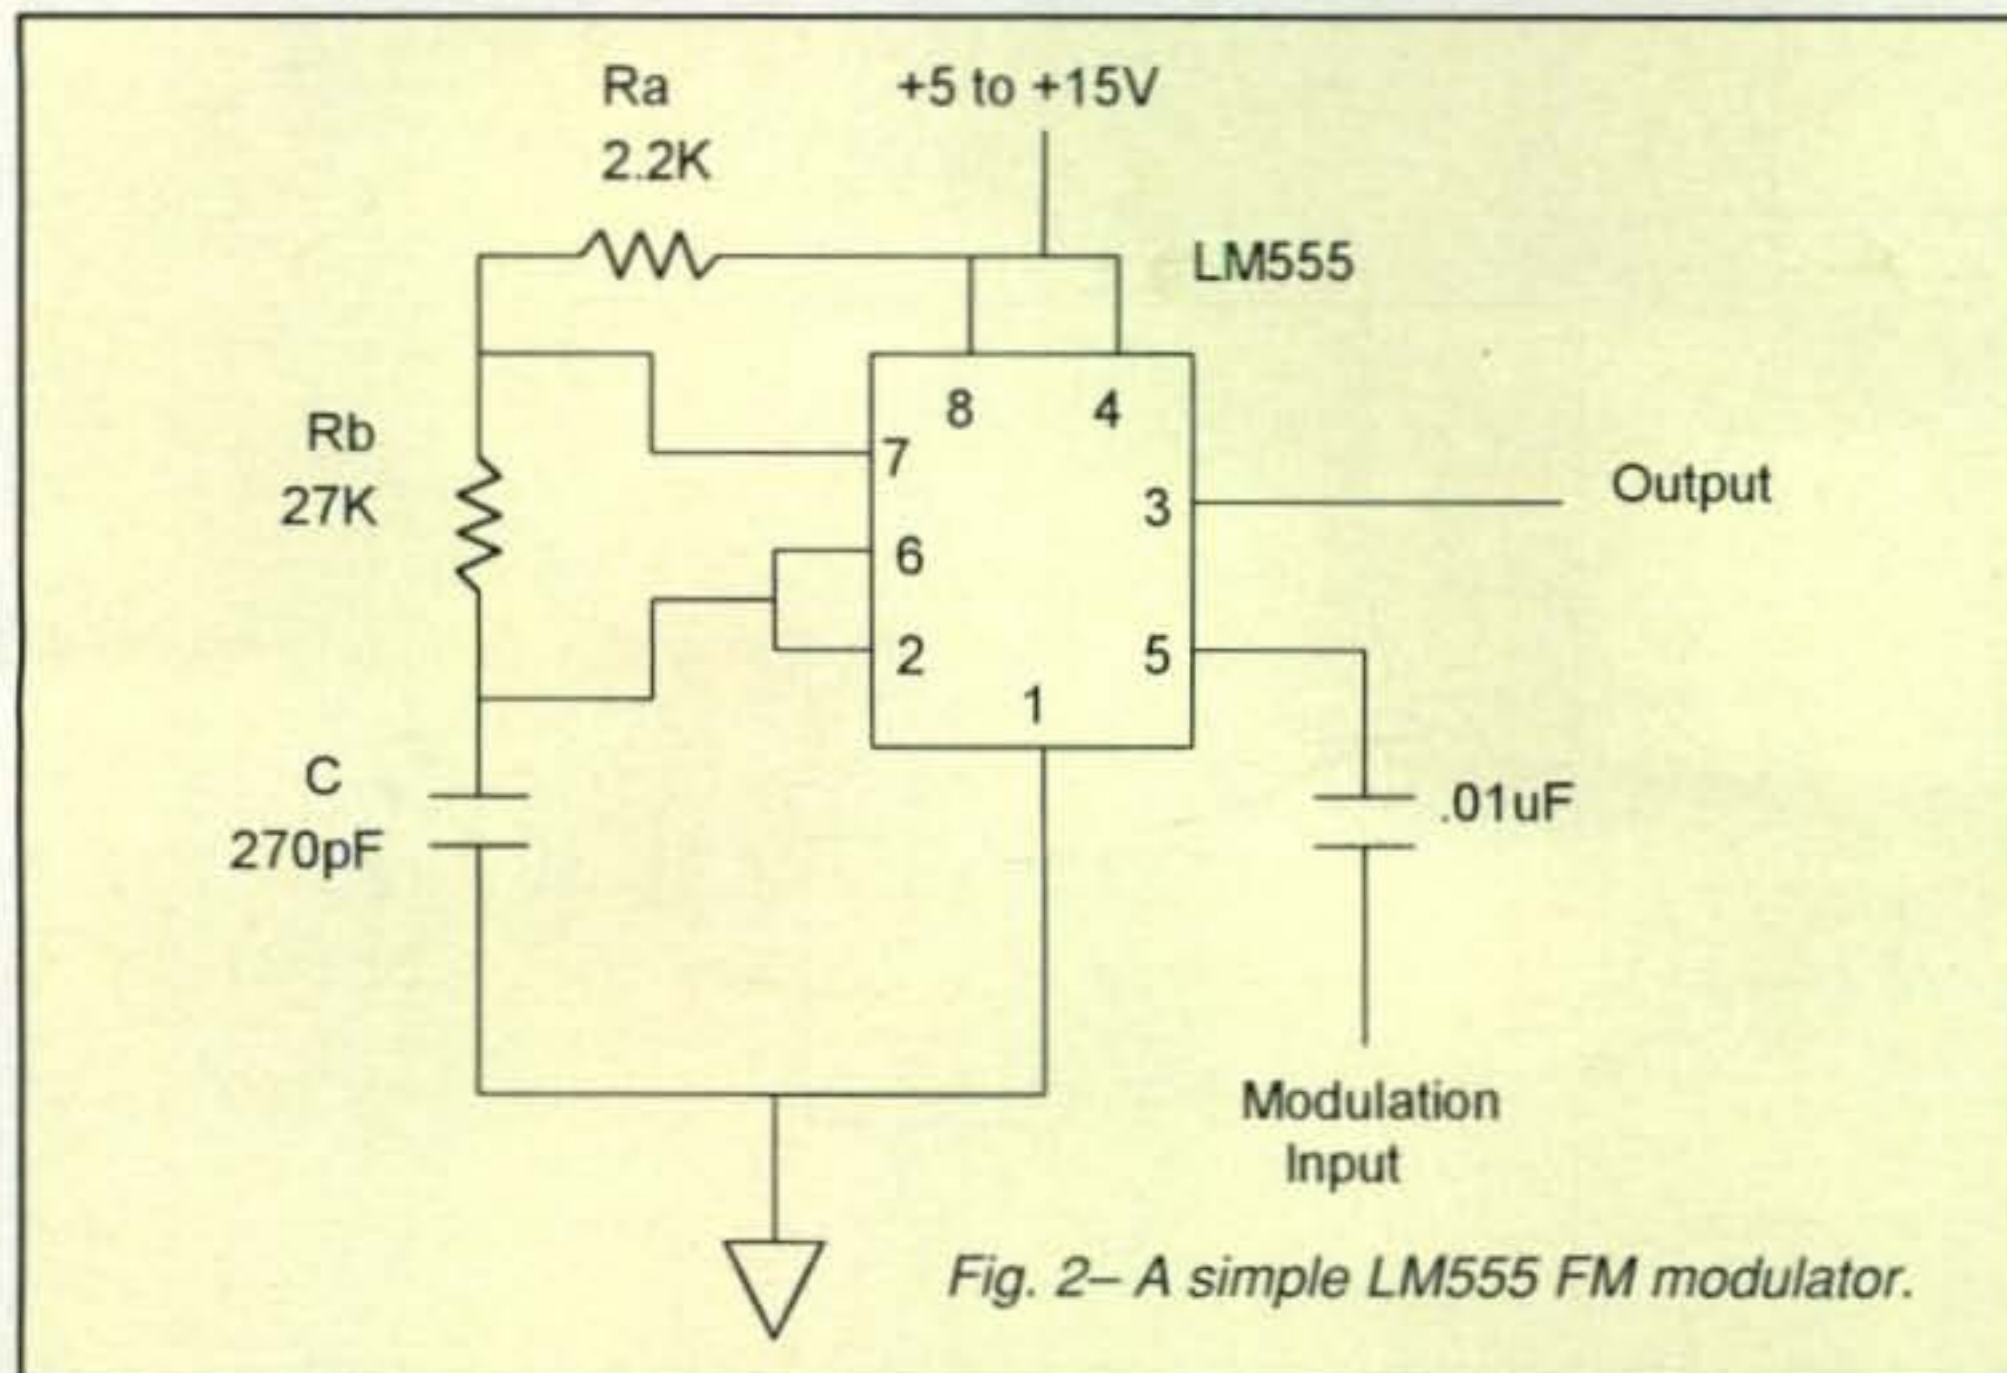 Ra
2.2K
+5 to +15V
LM555
8
4
7
Rb
27K
3
Output
6
2
5
1
C
270pF
.01uF
Modulation
Input
Fig. 2– A simple LM555 FM modulator.